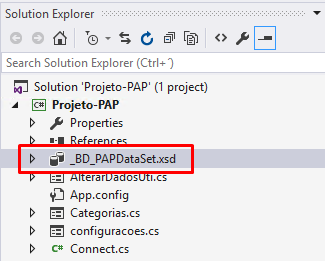 Solution Explorer
Search Solution Explorer (Ctrl+´)
Solution 'Projeto-PAP' (1 project)
C# Projeto-PAP
Properties
References
_BD_PAPDataSet.xsd
AlterarDadosUti.cs
App.config
Categorias.cs
configuracoes.cs
C# Connect.cs